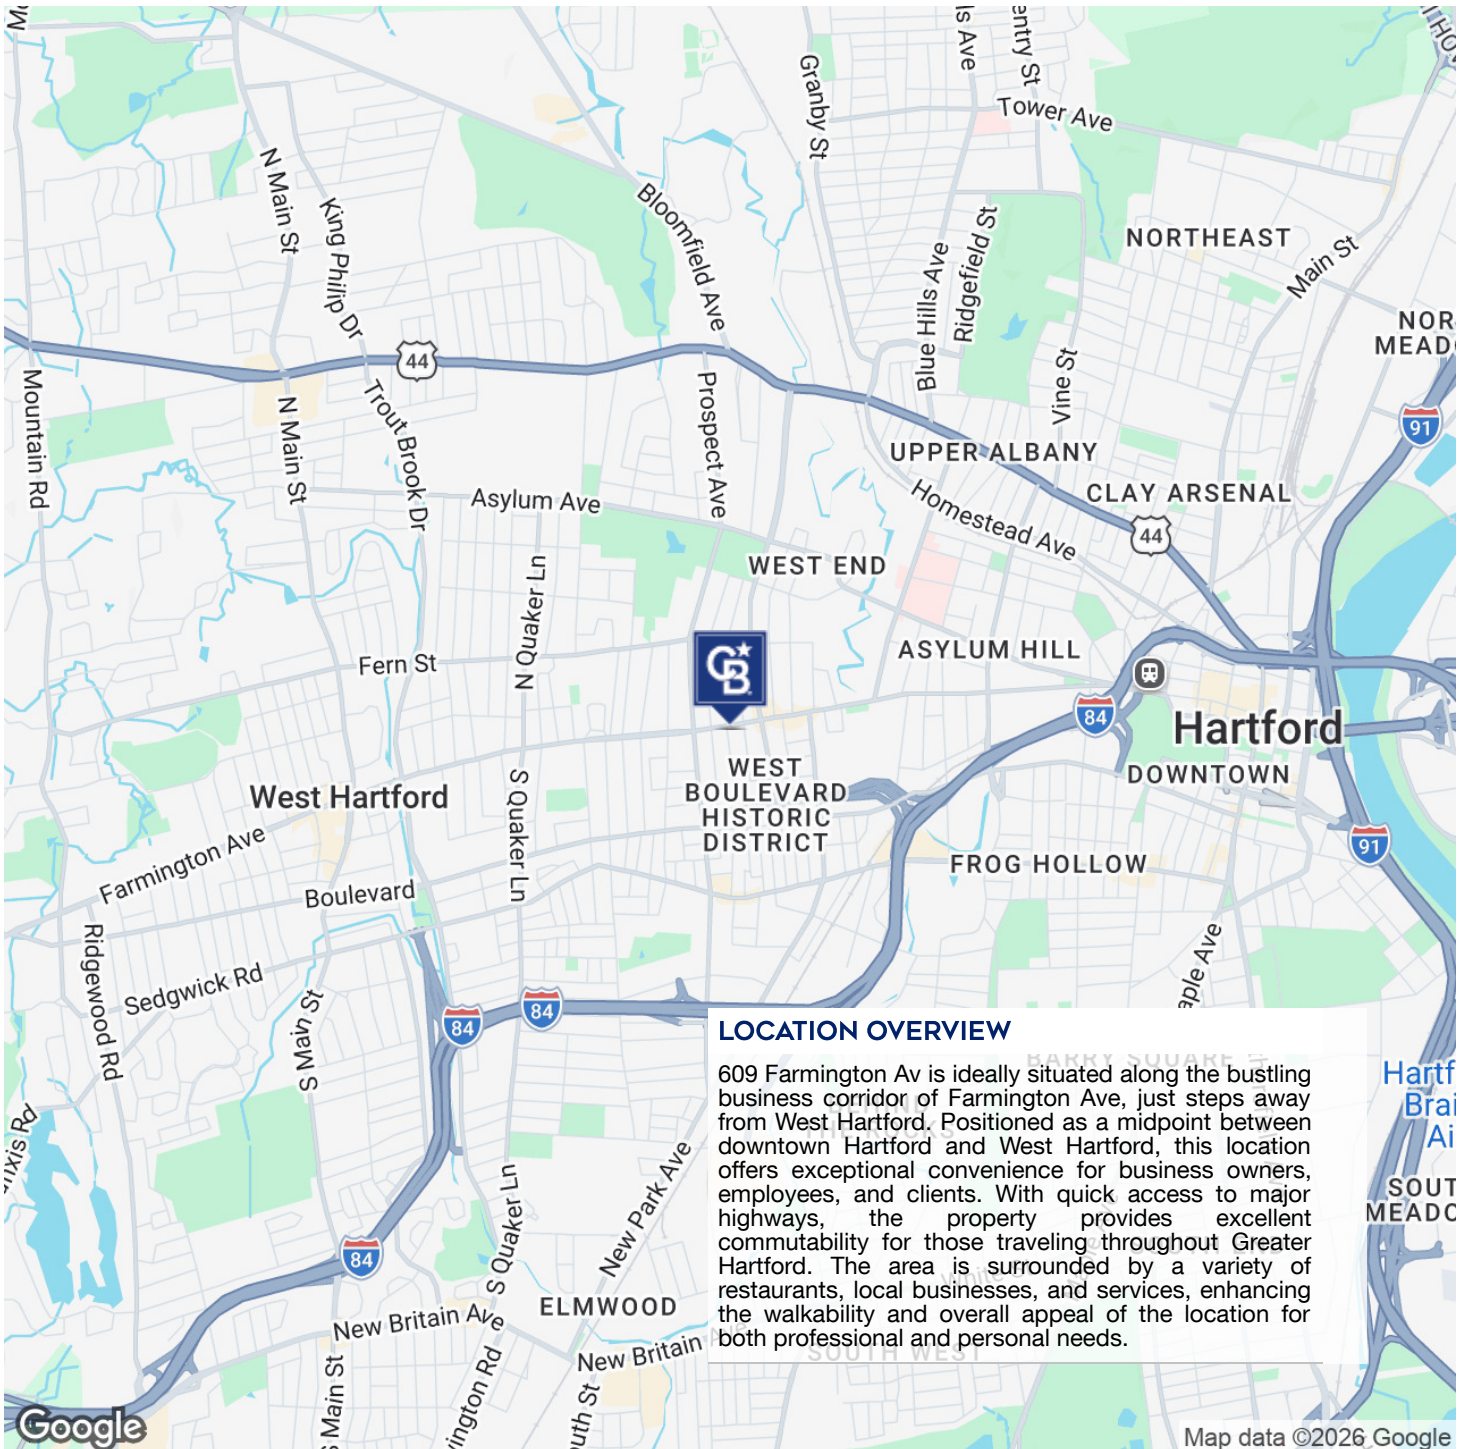 Granby St
Tower Ave
N Main St
King Philip Dr
Bloomfield Ave
Blue Hills Ave
Ridgefield St
NORTHEAST
Main St
44
Mountain Rd
N Main St
Trout Brook Dr
Prospect Ave
Vine St
91
UPPER ALBANY
Asylum Ave
Homestead Ave
CLAY ARSENAL
44
WEST END
N Quaker Ln
Fern St
ASYLUM HILL
CB
84
Hartford
DOWNTOWN
West Hartford
S Quaker Ln
WEST
BOULEVARD
HISTORIC
DISTRICT
Farmington Ave
Boulevard
FROG HOLLOW
91
Ridgewood Rd
Sedgwick Rd
S Main St
84
84
LOCATION OVERVIEW
BARRY SQUARE
609 Farmington Av is ideally situated along the bustling
business corridor of Farmington Ave, just steps away
from West Hartford. Positioned as a midpoint between
downtown Hartford and West Hartford, this location
offers exceptional convenience for business owners,
employees, and clients. With quick access to major
highways, the property provides excellent
commutability for those traveling throughout Greater
Hartford. The area is surrounded by a variety of
restaurants, local businesses, and services, enhancing
the walkability and overall appeal of the location for
both professional and personal needs.
SOUTH WEST
New Park Ave
S Quaker Ln
84
ELMWOOD
New Britain Ave
New Britain Ave
S Main St
Google
Map data ©2026 Google